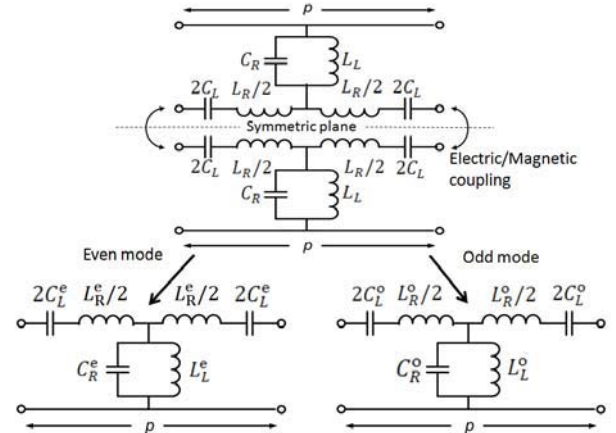 p
C_R L_L
2C_L L_R/2 L_R/2 2C_L
Symmetric plane
2C_L L_R/2 L_R/2 2C_L
Electric/Magnetic coupling
C_R L_L
p
Even mode
Odd mode
2C_L^e L_R^e/2 L_R^e/2 2C_L^e
C_R^e L_L^e
p
2C_L^o L_R^o/2 L_R^o/2 2C_L^o
C_R^o L_L^o
p